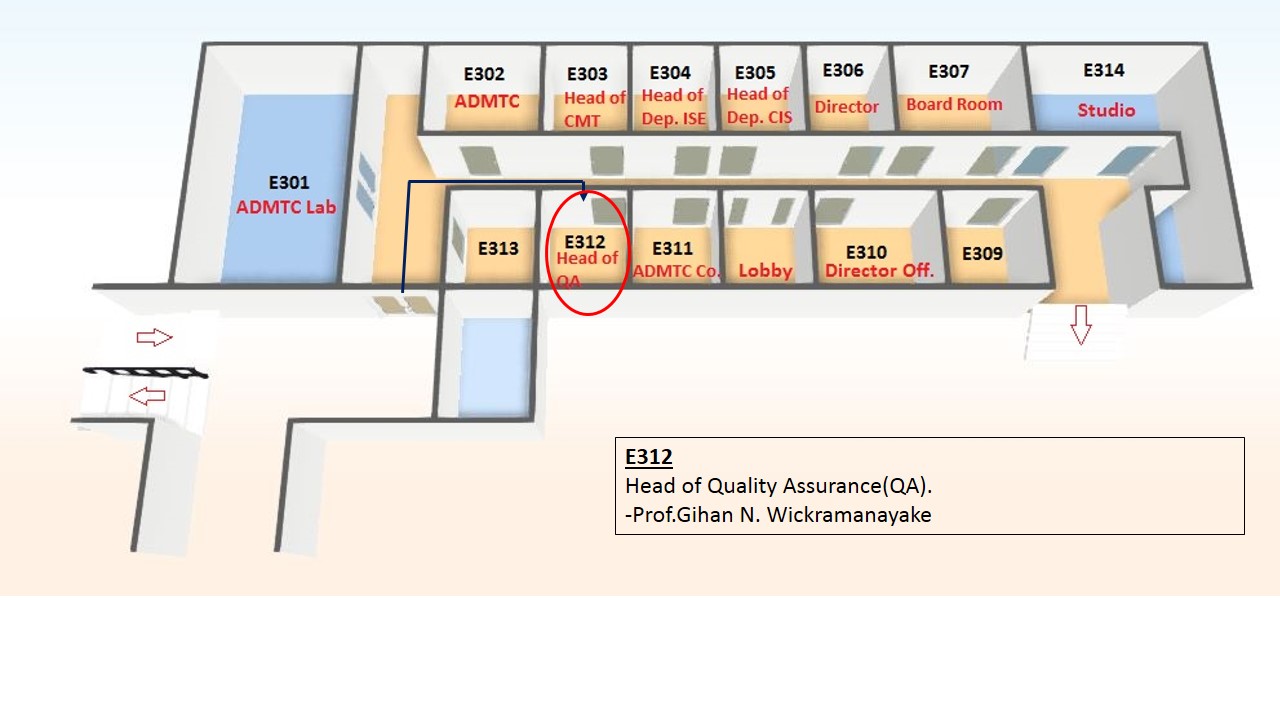 E302
ADMTC
E303
Head of
CMT
E304
Head of
Dep. ISE
E305
Head of
Dep. CIS
E306
Director
E307
Board Room
E314
Studio
E301
ADMTC Lab
E313
E312
Head of
QA
E311
ADMTC Co.
Lobby
E310
Director Off.
E309
E312
Head of Quality Assurance(QA).
-Prof.Gihan N. Wickramanayake